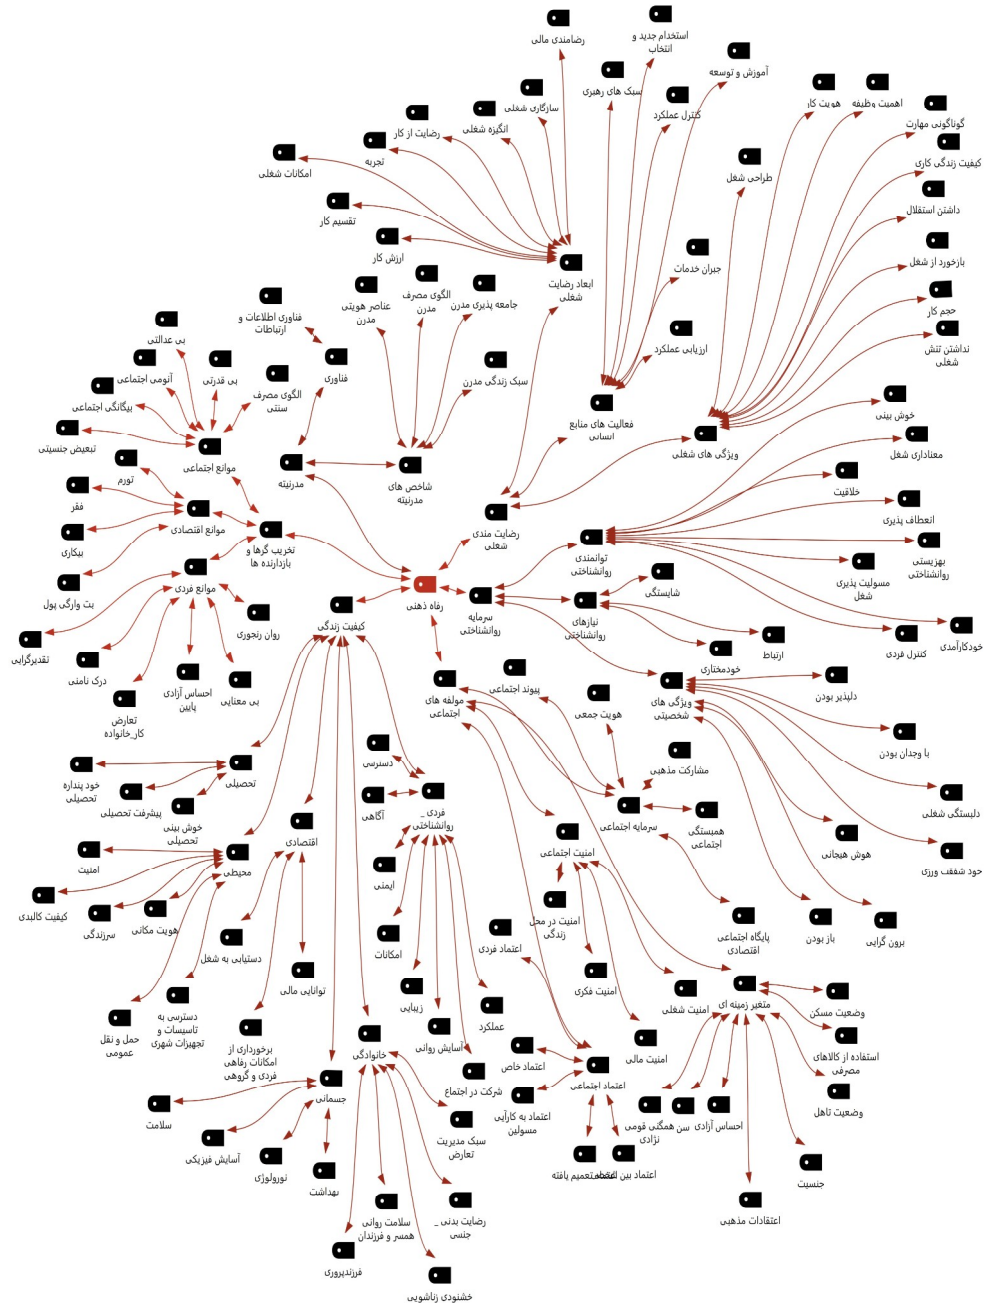 رضامندی مالی
استخدام جدید و
انتخاب
آموزش و توسعه
سبک های رهبری
کنترل عملکرد
سازگاری شغلی
انگیزه شغلی
رضایت از کار
تجربه
امکانات شغلی
تقسیم کار
ارزش کار
هویت کار
اهمیت وظیفه
گوناگونی مهارت
کیفیت زندگی کاری
طراحی شغل
داشتن استقلال
بازخورد از شغل
حجم کار
نداشتن تنش
شغلی
جبران خدمات
ارزیابی عملکرد
ابعاد رضایت
شغلی
فعالیت های منابع
انسانی
ویژگی های شغلی
رضایت مندی
شغلی
جامعه پذیری مدرن
الگوی مصرف
مدرن
عناصر هویتی
مدرن
سبک زندگی مدرن
فناوری اطلاعات و
ارتباطات
فناوری
مدرنیته
شاخص های
مدرنیته
بی عدالتی
آنومی اجتماعی
بی قدرتی
الگوی مصرف
سنتی
بیگانگی اجتماعی
تبعیض جنسیتی
موانع اجتماعی
تورم
فقر
بیکاری
موانع اقتصادی
تخریب گرها و
بازدارنده ها
بت وارگی پول
موانع فردی
روان رنجوری
تقدیرگرایی
درک نامنی
تعارض
کار_خانواده
احساس آزادی
پایین
بی معنایی
خوش بینی
معناداری شغل
خلاقیت
انعطاف پذیری
بهزیستی
روانشناختی
مسولیت پذیری
شغل
توانمندی
روانشناختی
خودکارآمدی
کنترل فردی
شایستگی
نیازهای
روانشناختی
ارتباط
خودمختاری
سرمایه
روانشناختی
رفاه ذهنی
کیفیت زندگی
مولفه های
اجتماعی
ویژگی های
شخصیتی
دلپذیر بودن
با وجدان بودن
دلبستگی شغلی
خود شفقت ورزی
هوش هیجانی
برون گرایی
باز بودن
پیوند اجتماعی
هویت جمعی
مشارکت مذهبی
همبستگی
اجتماعی
سرمایه اجتماعی
پایگاه اجتماعی
اقتصادی
امنیت اجتماعی
امنیت در محل
زندگی
امنیت فکری
امنیت مالی
امنیت شغلی
متغیر زمینه ای
وضعیت مسکن
استفاده از کالاهای
مصرفی
وضعیت تاهل
جنسیت
اعتقادات مذهبی
احساس آزادی
سن
همگنی قومی
نژادی
اعتماد فردی
اعتماد خاص
اعتماد به کارآیی
مسولین
اعتماد اجتماعی
اعتماد تعمیم یافته
اعتماد بین
دسترسی
آگاهی
فردی _
روانشناختی
ایمنی
امکانات
زیبایی
آسایش روانی
عملکرد
شرکت در اجتماع
تحصیلی
خود پنداره
تحصیلی
پیشرفت تحصیلی
خوش بینی
تحصیلی
محیطی
امنیت
کیفیت کالبدی
سرزندگی
هویت مکانی
حمل و نقل
عمومی
دسترسی به
تاسیسات و
تجهیزات شهری
اقتصادی
دستیابی به شغل
توانایی مالی
برخورداری از
امکانات رفاهی
فردی و گروهی
خانوادگی
سبک مدیریت
تعارض
رضایت بدنی _
جنسی
خشنودی زناشویی
سلامت روانی
همسر و فرزندان
فرزندپروری
جسمانی
سلامت
آسایش فیزیکی
نورولوژی
بهداشت